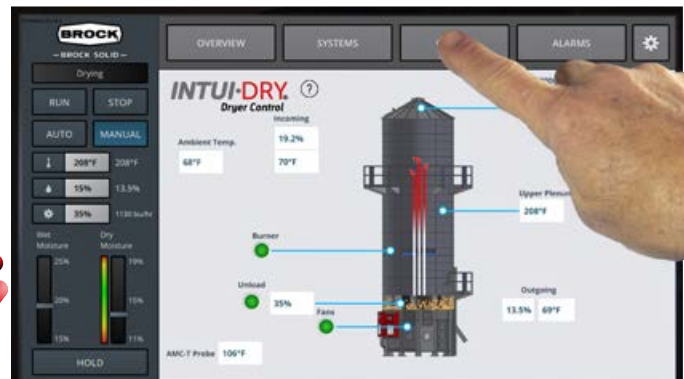 BROCK
— BROCK SOLID —
OVERVIEW
SYSTEMS
ALARMS
Drying
RUN
STOP
AUTO
MANUAL
208°F
208°F
15%
13.5%
35%
1130 bu/hr
Wet
Moisture
Dry
Moisture
25%
19%
20%
15%
15%
11%
HOLD
INTUI-DRY
?
Dryer Control
Incoming
Ambient Temp.
19.2%
68°F
70°F
Upper Plenum
208°F
Burner
Unload
35%
Fans
Outgoing
13.5%
69°F
AMC-T Probe
106°F